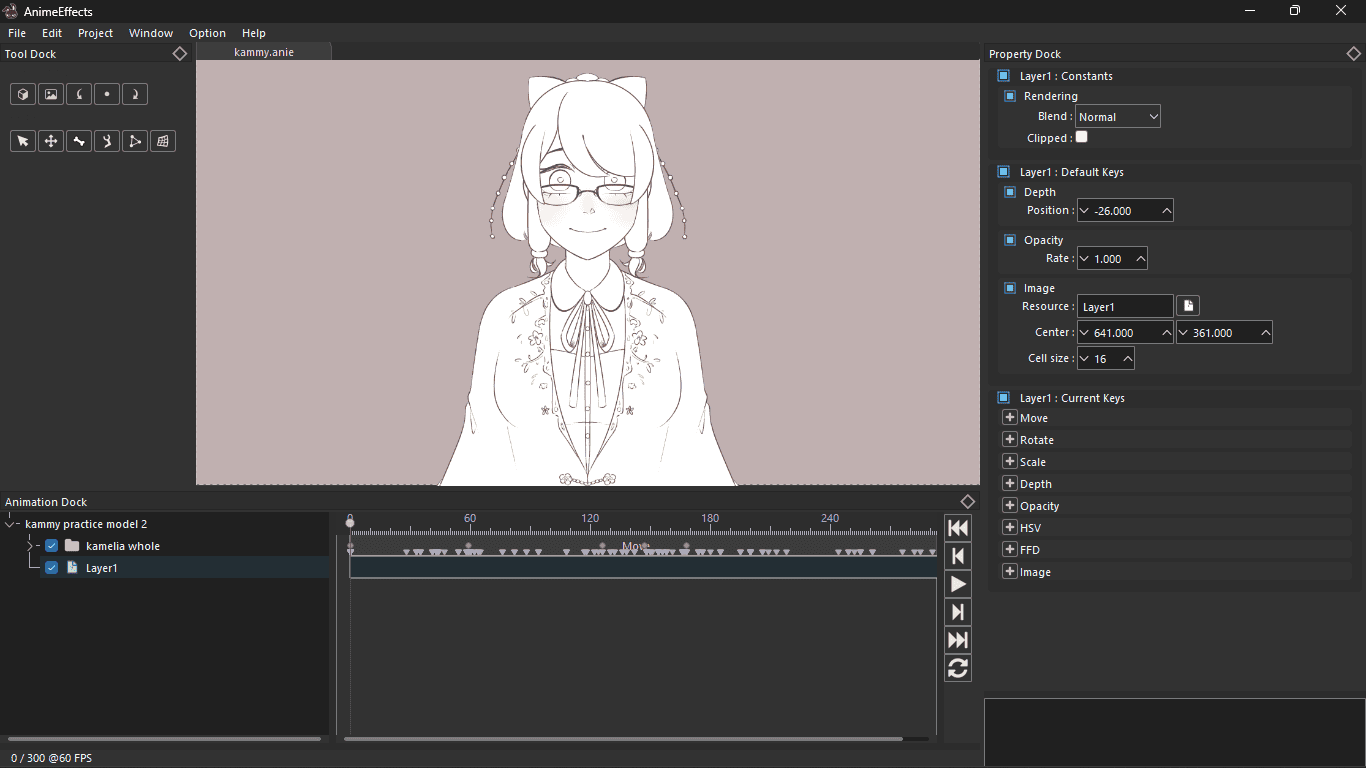 AnimeEffects
File Edit Project Window Option Help
Tool Dock
kammy.anie
Property Dock
Layer1 : Constants
Rendering
Blend : Normal
Clipped :
Layer1 : Default Keys
Depth
Position : -26.000
Opacity
Rate : 1.000
Image
Resource : Layer1
Center : 641.000 361.000
Cell size : 16
Layer1 : Current Keys
Move
Rotate
Scale
Depth
Opacity
HSV
FFD
Image
Animation Dock
kammy practice model 2
kamelia whole
Layer1
0 60 120 180 240
Move
0 / 300 @60 FPS